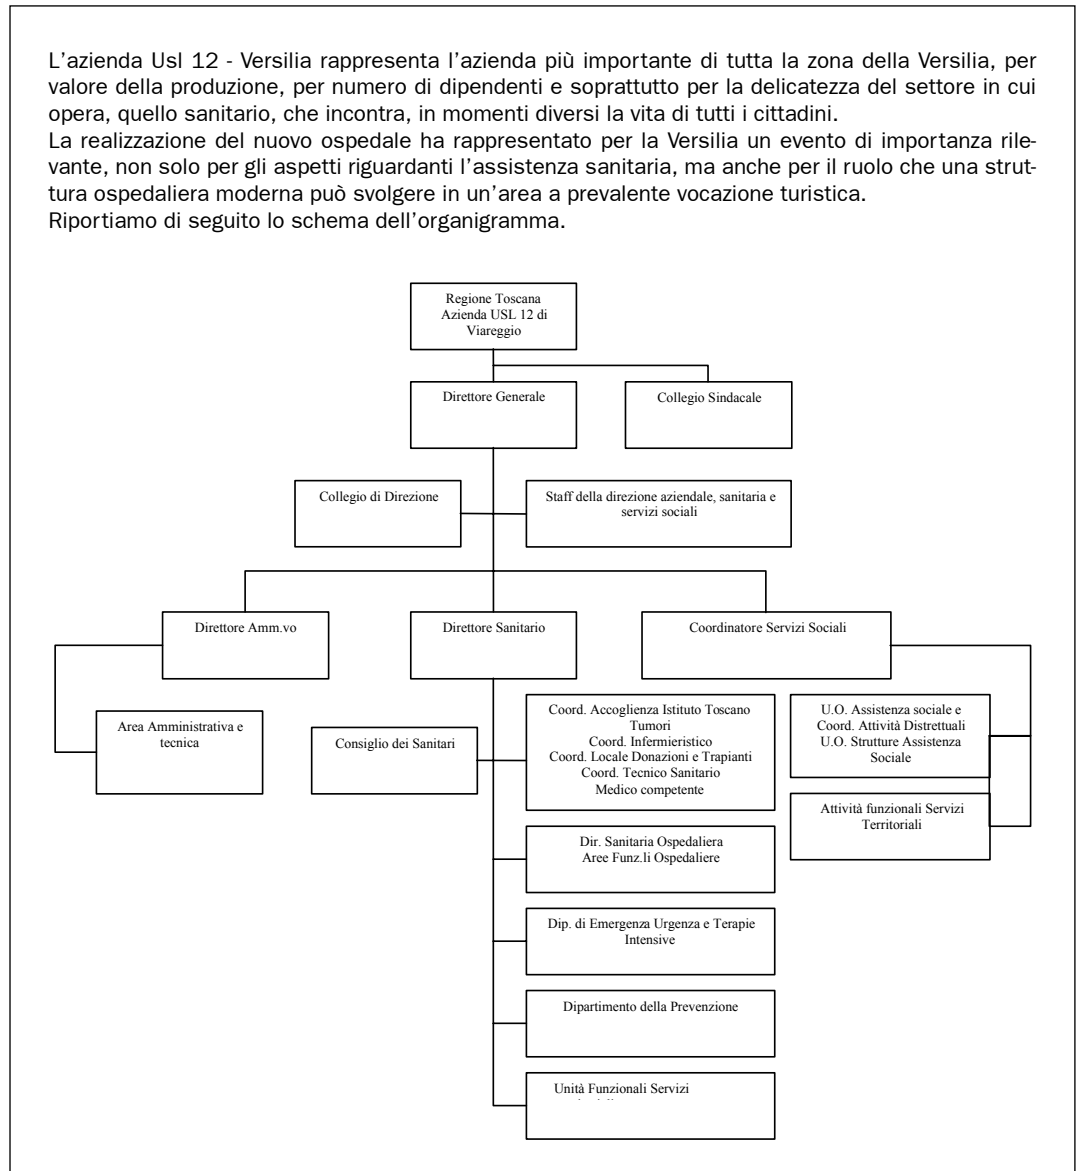 L'azienda Usl 12 - Versilia rappresenta l'azienda più importante di tutta la zona della Versilia, per
valore della produzione, per numero di dipendenti e soprattutto per la delicatezza del settore in cui
opera, quello sanitario, che incontra, in momenti diversi la vita di tutti i cittadini.
La realizzazione del nuovo ospedale ha rappresentato per la Versilia un evento di importanza rile-
vante, non solo per gli aspetti riguardanti l'assistenza sanitaria, ma anche per il ruolo che una strut-
tura ospedaliera moderna può svolgere in un'area a prevalente vocazione turistica.
Riportiamo di seguito lo schema dell'organigramma.
Regione Toscana
Azienda USL 12 di
Viareggio
Direttore Generale
Collegio Sindacale
Collegio di Direzione
Staff della direzione aziendale, sanitaria e
servizi sociali
Direttore Amm.vo
Direttore Sanitario
Coordinatore Servizi Sociali
Area Amministrativa e
tecnica
Consiglio dei Sanitari
Coord. Accoglienza Istituto Toscano
Tumori
Coord. Infermieristico
Coord. Locale Donazioni e Trapianti
Coord. Tecnico Sanitario
Medico competente
U.O. Assistenza sociale e
Coord. Attività Distrettuali
U.O. Strutture Assistenza
Sociale
Attività funzionali Servizi
Territoriali
Dir. Sanitaria Ospedaliera
Aree Funz.li Ospedaliere
Dip. di Emergenza Urgenza e Terapie
Intensive
Dipartimento della Prevenzione
Unità Funzionali Servizi